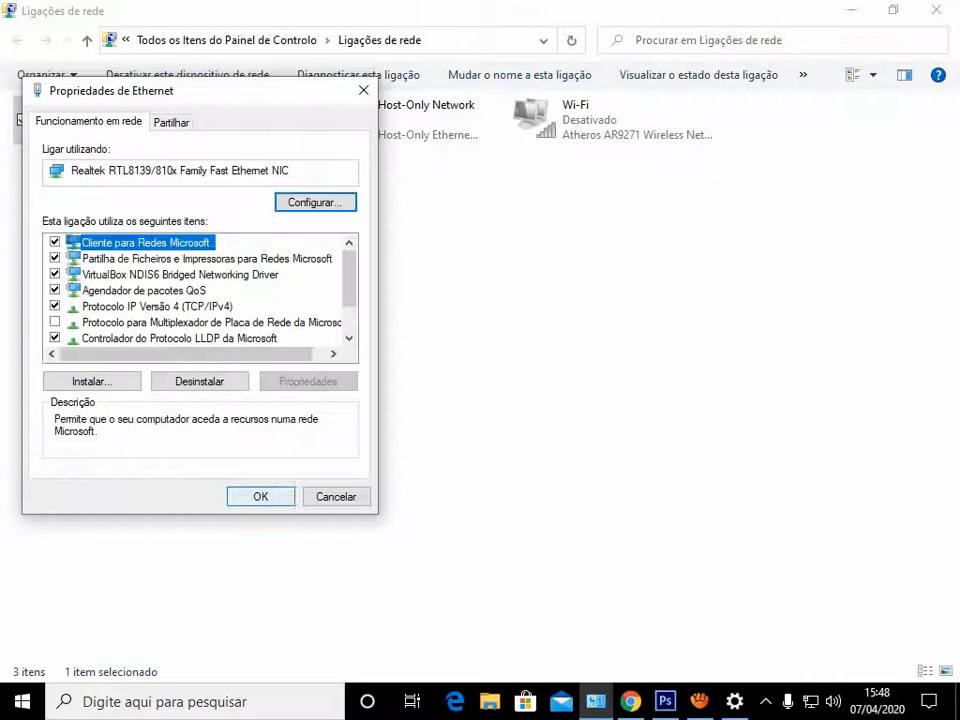 Ligações de rede
Todos os Itens do Painel de Controlo > Ligações de rede
Procurar em Ligações de rede
Organizar
Desativar este dispositivo de rede
Diagnosticar esta ligação
Mudar o nome a esta ligação
Visualizar o estado desta ligação
Propriedades de Ethernet
Host-Only Network
Host-Only Etherne...
Wi-Fi
Desativado
Atheros AR9271 Wireless Net...
Funcionamento em rede
Partilhar
Ligar utilizando:
Realtek RTL8139/810x Family Fast Ethernet NIC
Configurar...
Esta ligação utiliza os seguintes itens:
Cliente para Redes Microsoft
Partilha de Ficheiros e Impressoras para Redes Microsoft
VirtualBox NDIS6 Bridged Networking Driver
Agendador de pacotes QoS
Protocolo IP Versão 4 (TCP/IPv4)
Protocolo para Multiplexador de Placa de Rede da Microsc
Controlador do Protocolo LLDP da Microsoft
Instalar...
Desinstalar
Propriedades
Descrição
Permite que o seu computador aceda a recursos numa rede
Microsoft.
OK
Cancelar
3 itens
1 item selecionado
Digite aqui para pesquisar
Ps
15:48
07/04/2020